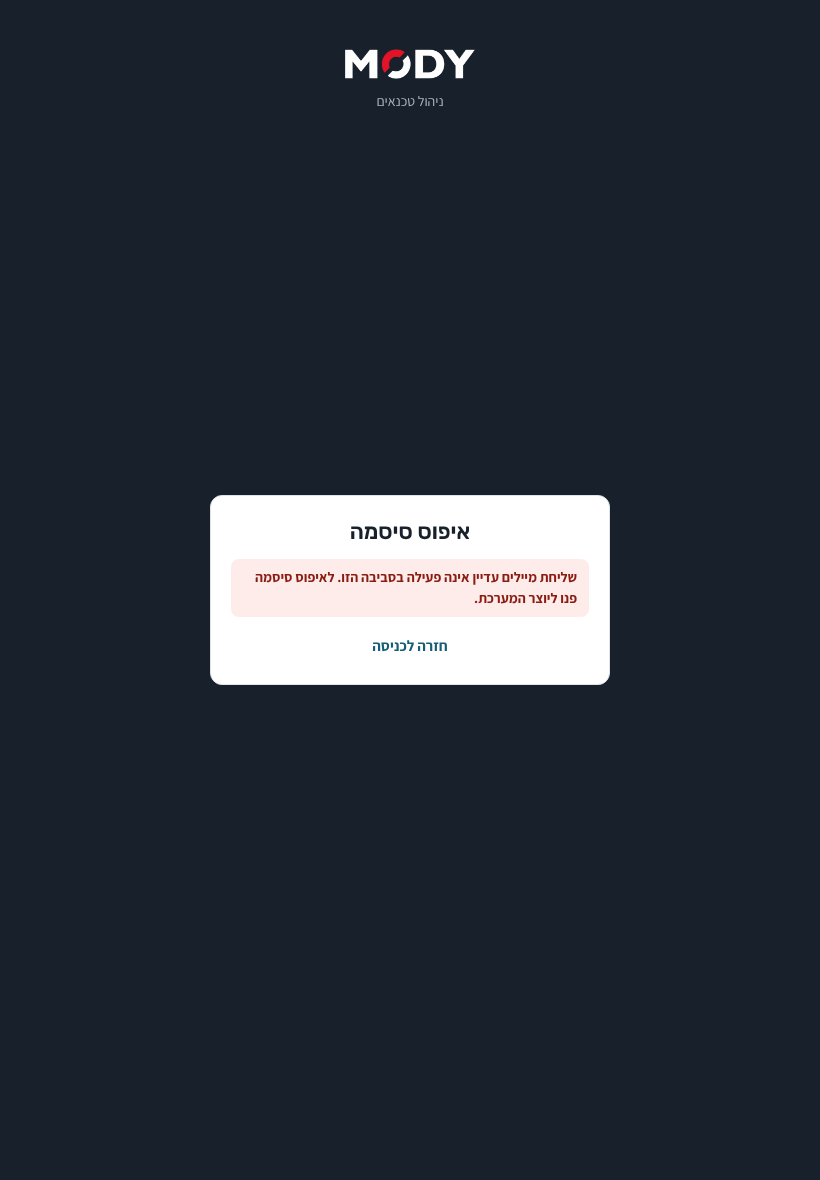 MODY
ניהול טכנאים
איפוס סיסמה
שליחת מיילים עדיין אינה פעילה בסביבה הזו. לאיפוס סיסמה
פנו ליוצר המערכת.
חזרה לכניסה